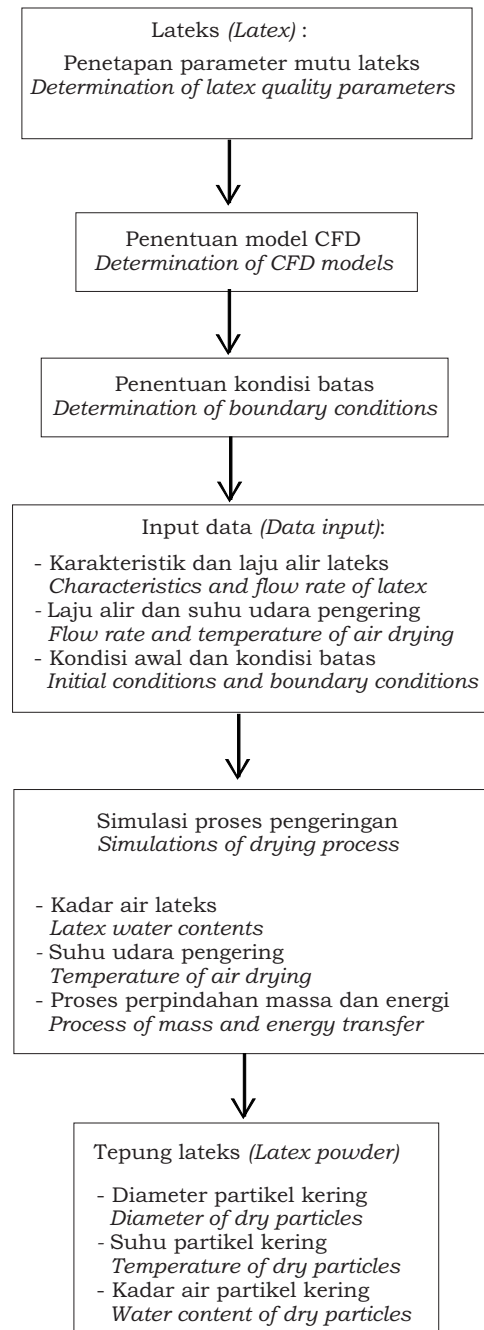 Lateks (Latex) :
Penetapan parameter mutu lateks
Determination of latex quality parameters
Penentuan model CFD
Determination of CFD models
Penentuan kondisi batas
Determination of boundary conditions
Input data (Data input):
- Karakteristik dan laju alir lateks
Characteristics and flow rate of latex
- Laju alir dan suhu udara pengering
Flow rate and temperature of air drying
- Kondisi awal dan kondisi batas
Initial conditions and boundary conditions
Simulasi proses pengeringan
Simulations of drying process
- Kadar air lateks
Latex water contents
- Suhu udara pengering
Temperature of air drying
- Proses perpindahan massa dan energi
Process of mass and energy transfer
Tepung lateks (Latex powder)
- Diameter partikel kering
Diameter of dry particles
- Suhu partikel kering
Temperature of dry particles
- Kadar air partikel kering
Water content of dry particles